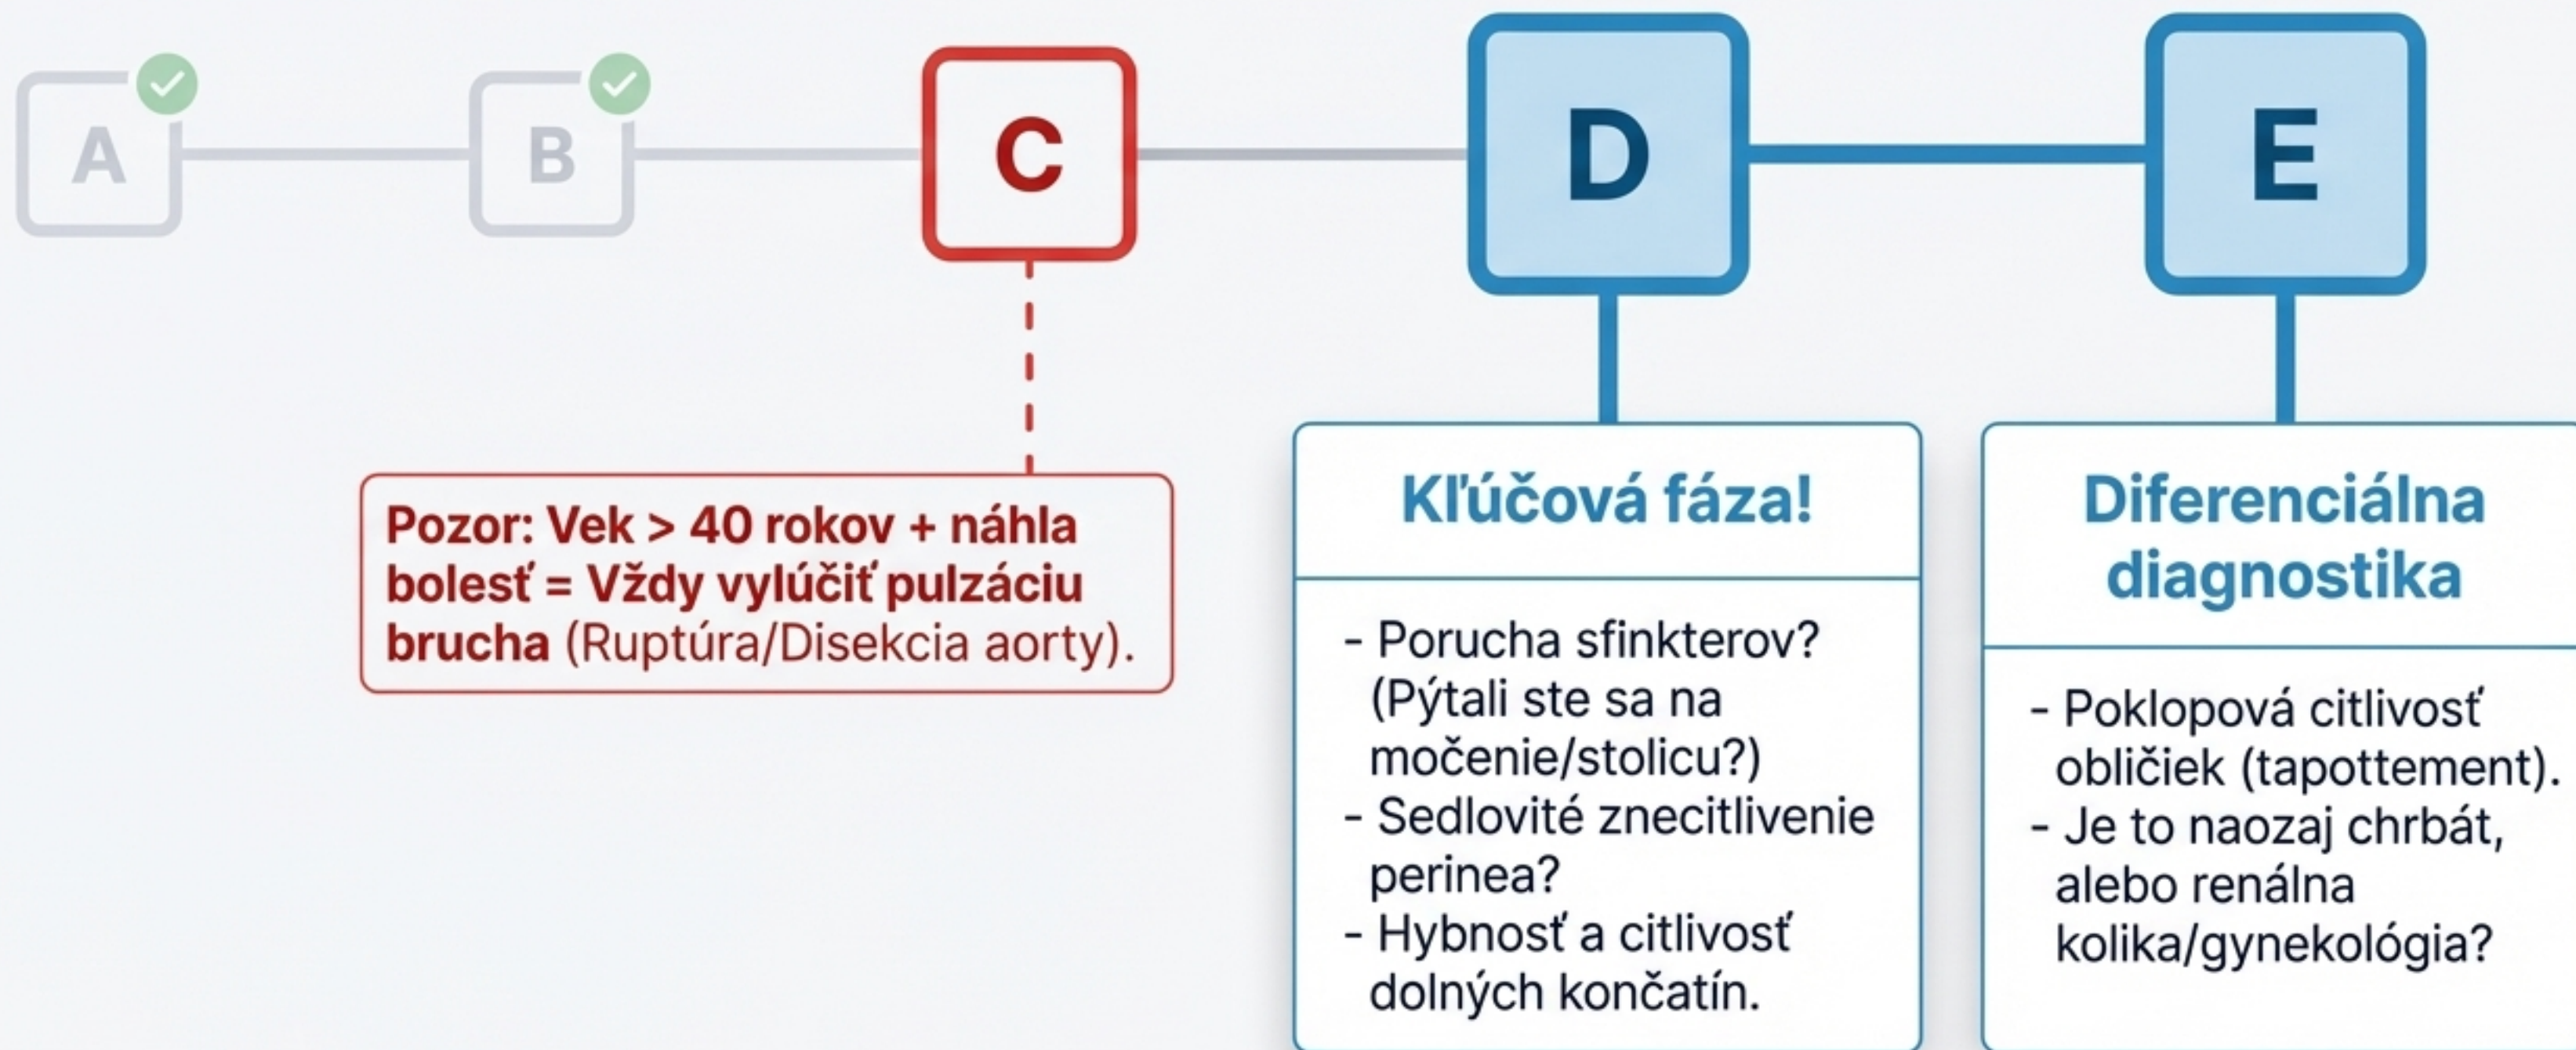 A
B
C
D
E
Pozor: Vek > 40 rokov + náhla
bolesť = Vždy vylúčiť pulzáciu
brucha (Ruptúra/Disekcia aorty).
Kľúčová fáza!
- Porucha sfinkterov?
(Pýtali ste sa na
močenie/stolicu?)
- Sedlovité znecitlivenie
perinea?
- Hybnosť a citlivosť
dolných končatín.
Diferenciálna
diagnostika
- Poklopová citlivosť
obličiek (tapottement).
- Je to naozaj chrbát,
alebo renálna
kolika/gynekológia?